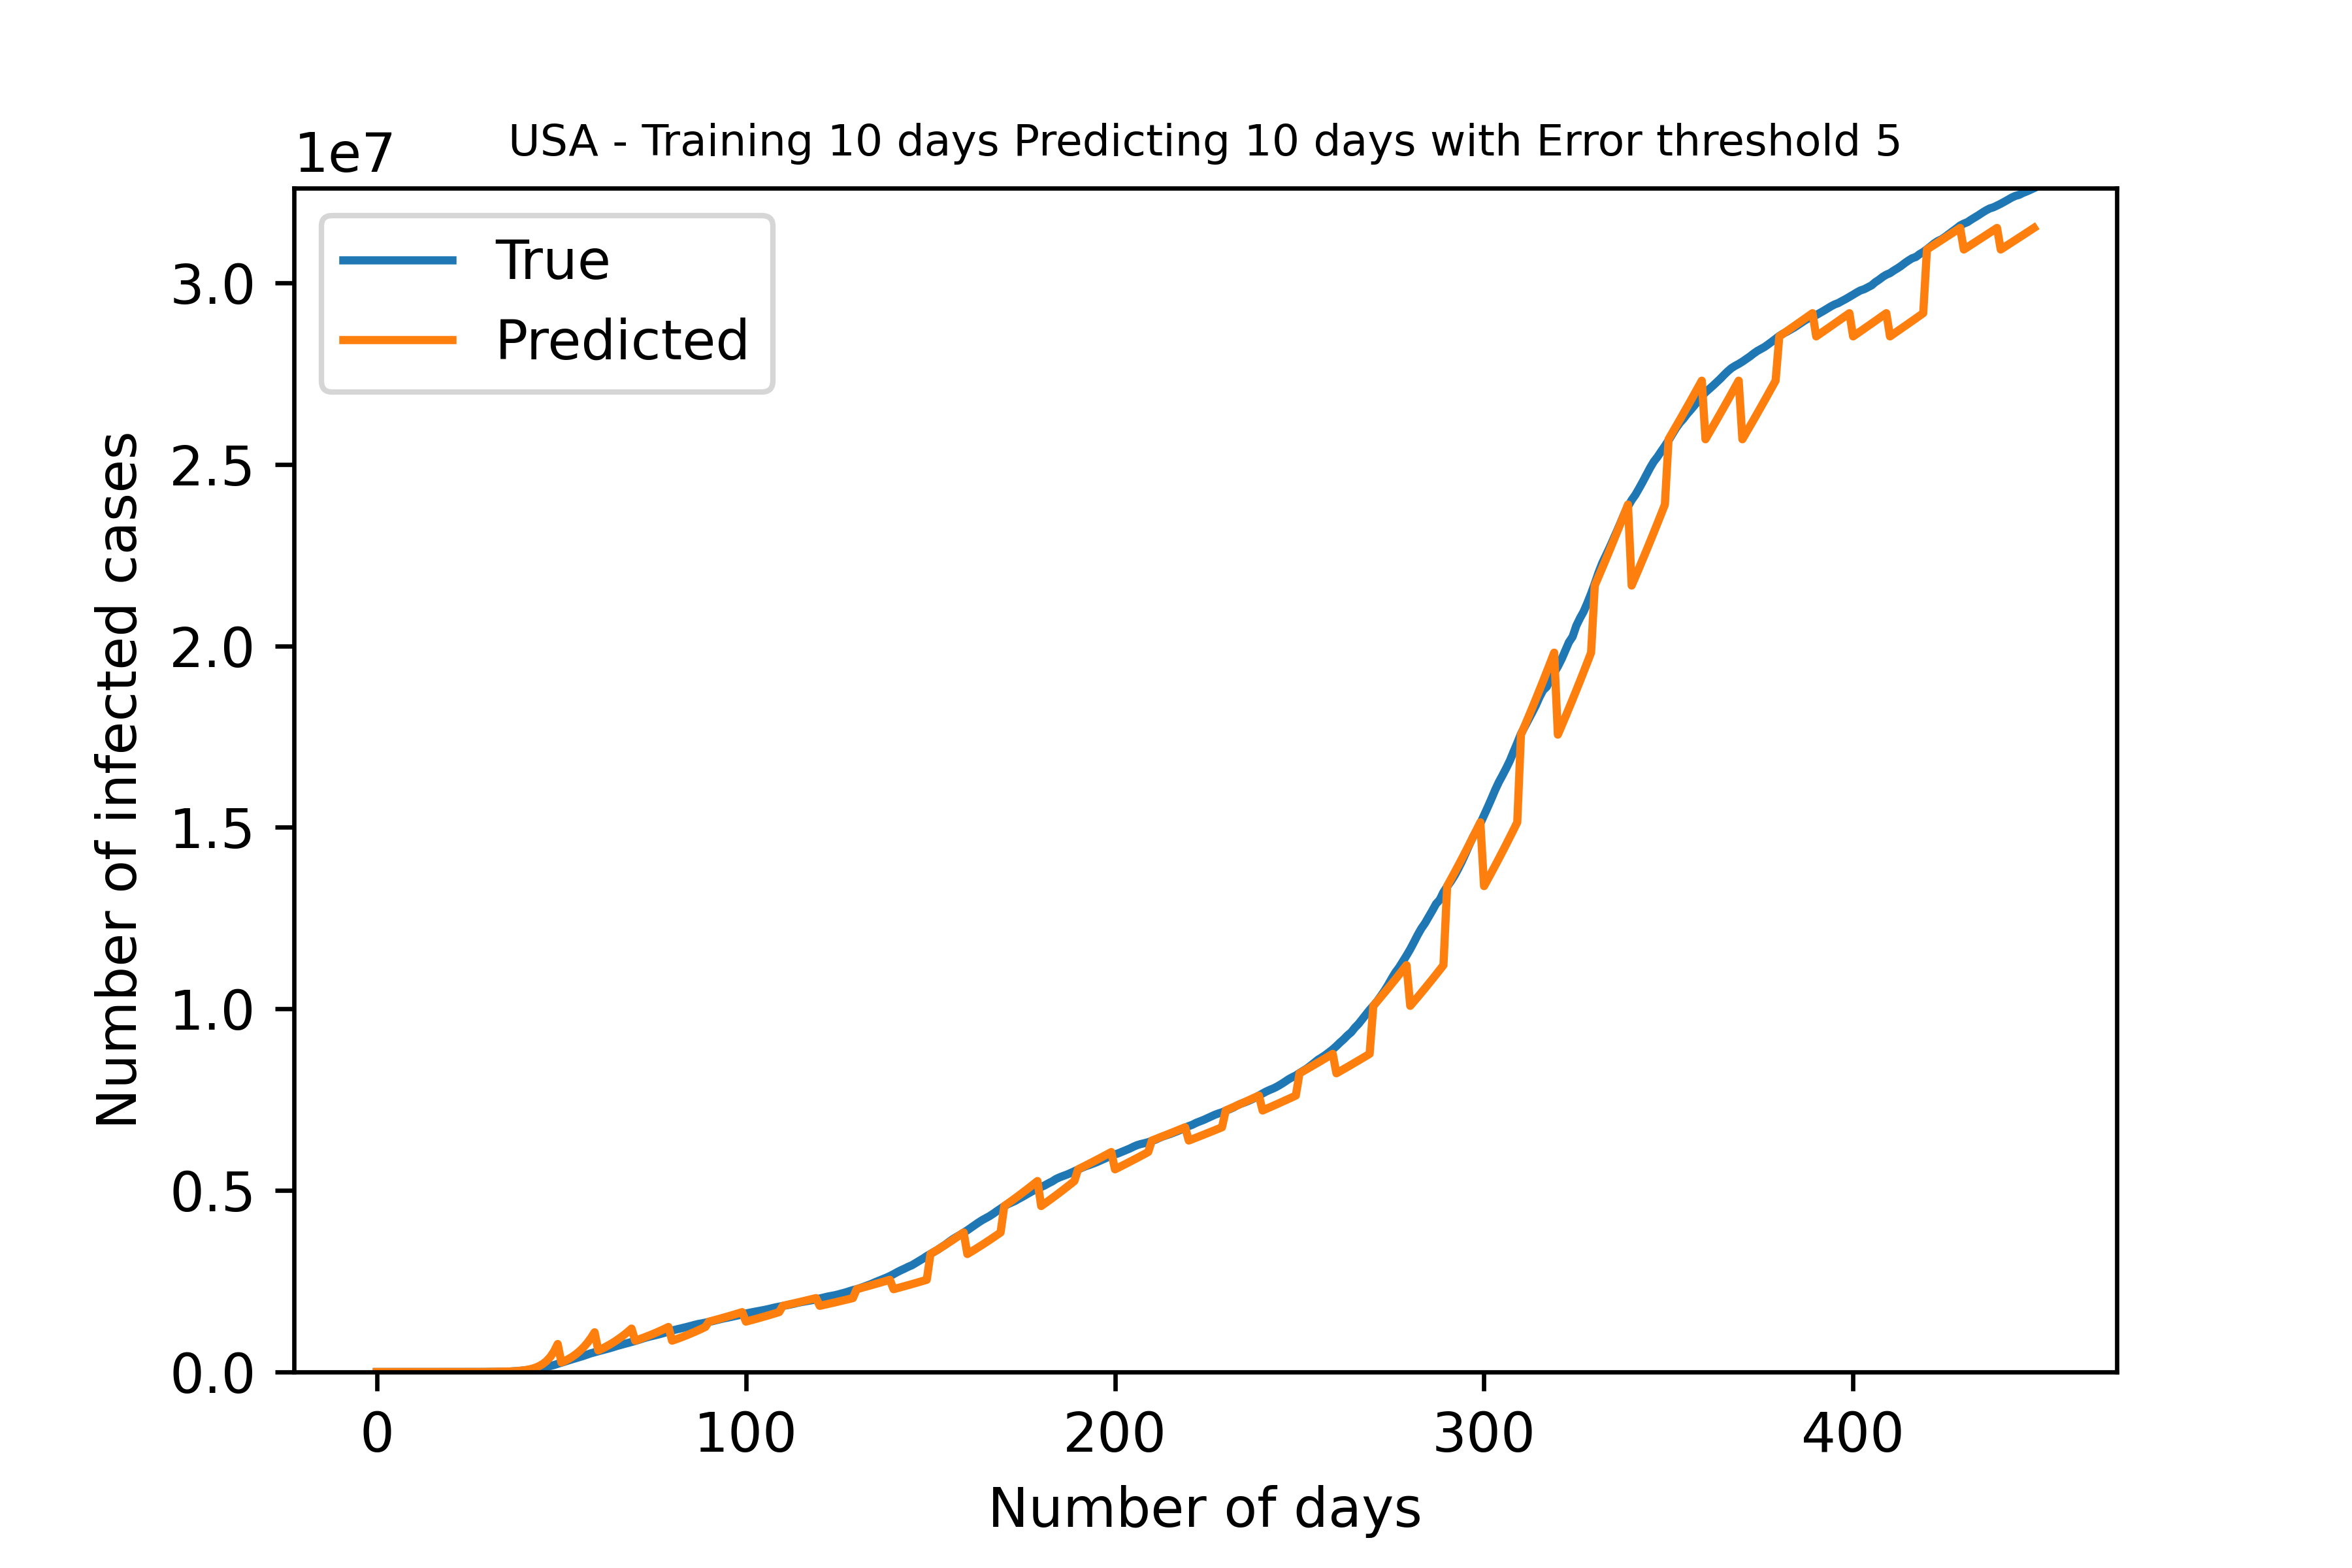 USA - Training 10 days Predicting 10 days with Error threshold 5
1e7
True
Predicted
3.0
2.5
2.0
1.5
1.0
0.5
0.0
Number of infected cases
0 100 200 300 400
Number of days